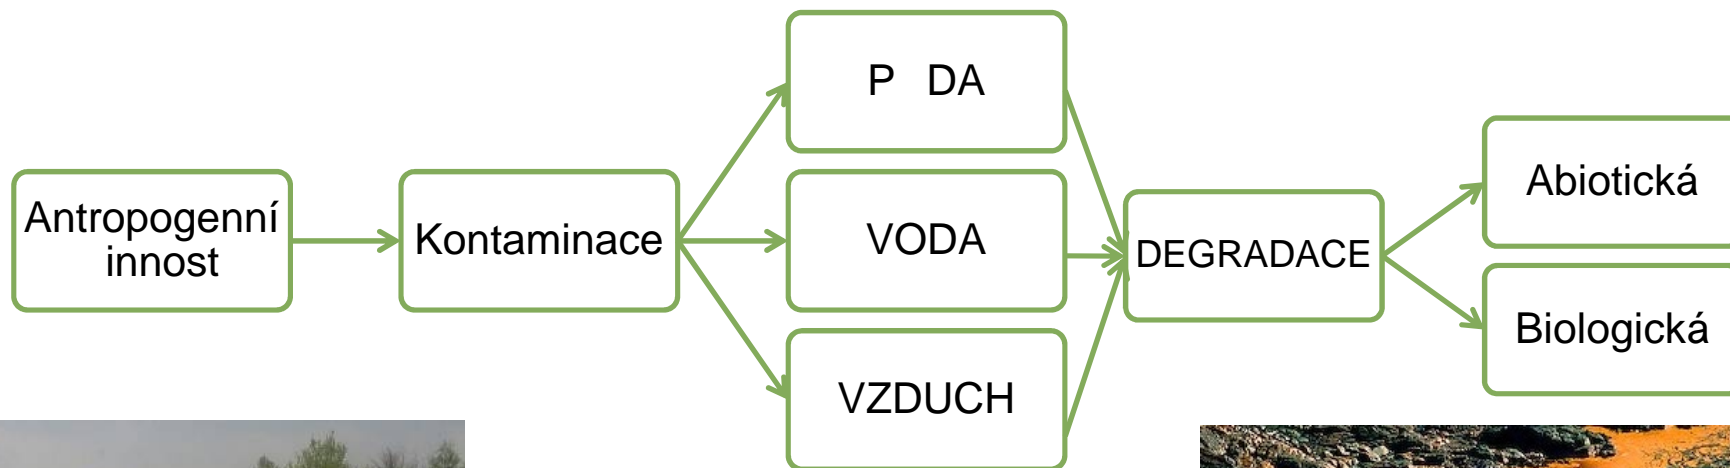 Antropogenní
innost
Kontaminace
P DA
VODA
VZDUCH
DEGRADACE
Abiotická
Biologická